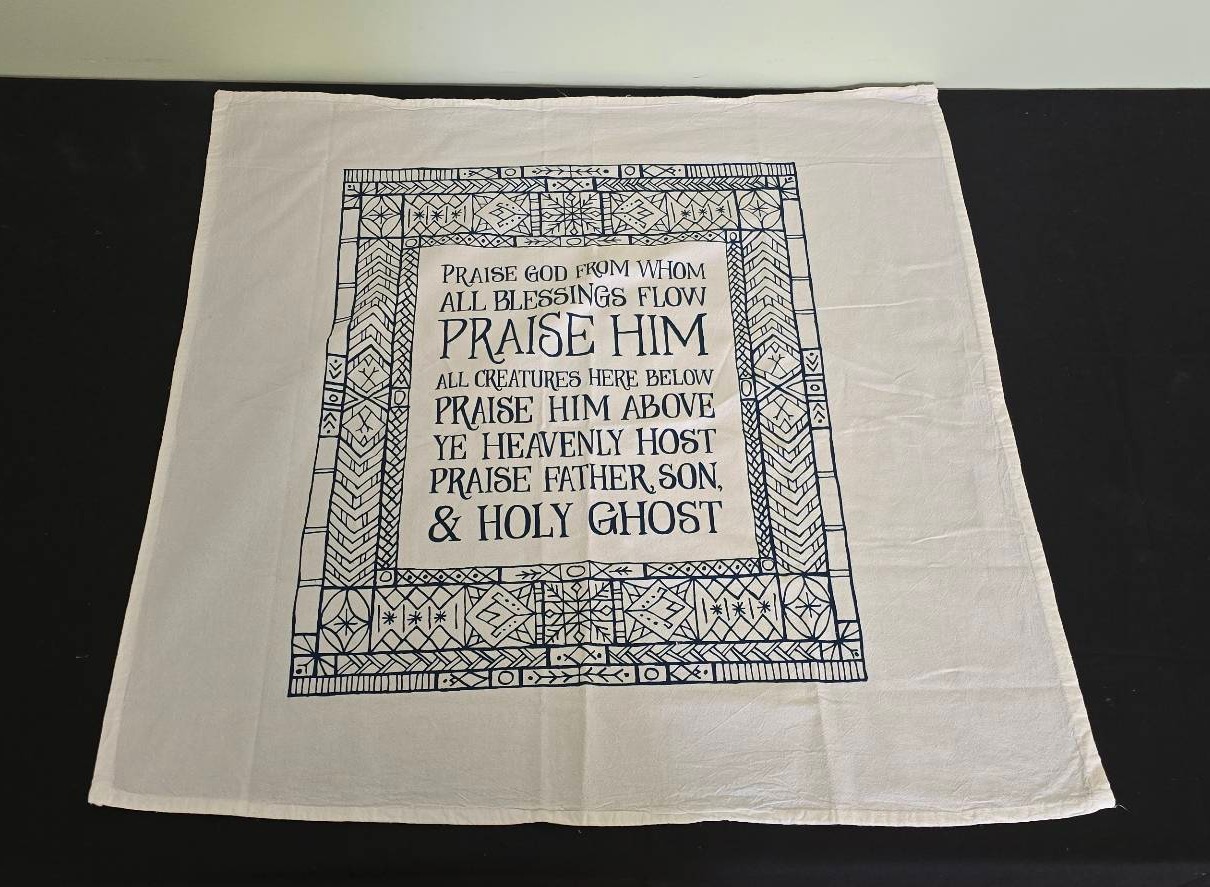 PRAISE GOD FROM WHOM
ALL BLESSINGS FLOW
PRAISE HIM
ALL CREATURES HERE BELOW
PRAISE HIM ABOVE
YE HEAVENLY HOST
PRAISE FATHER, SON,
& HOLY GHOST